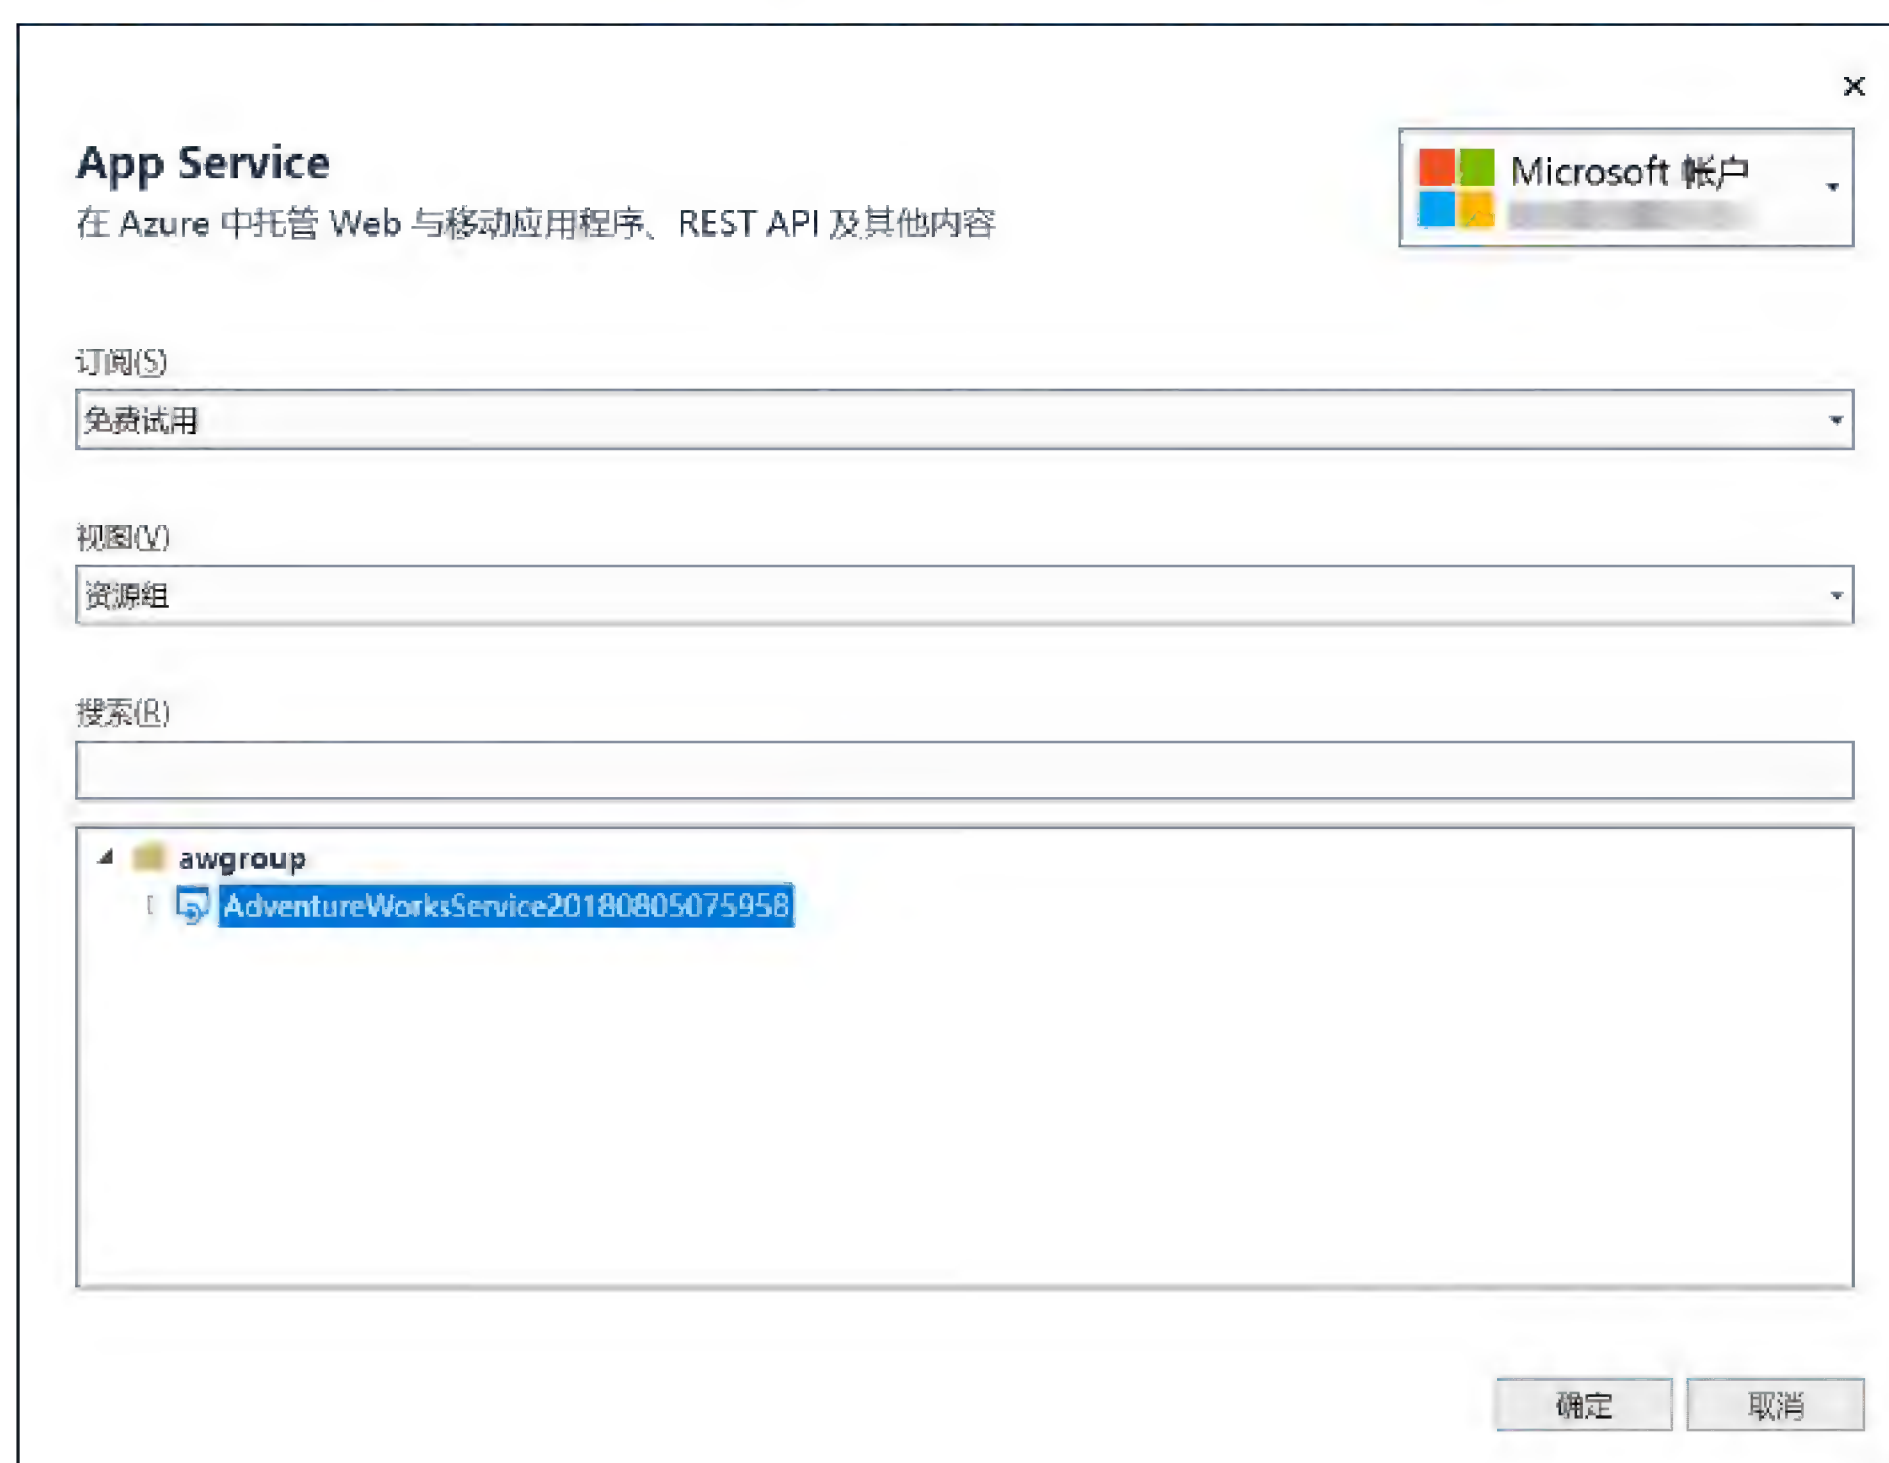 App Service
在 Azure 中托管 Web 与移动应用程序、REST API 及其他内容
Microsoft 帐户
订阅(S)
免费试用
视图(V)
资源组
搜索(R)
awgroup
AdventureWorksService20180805075958
确定
取消